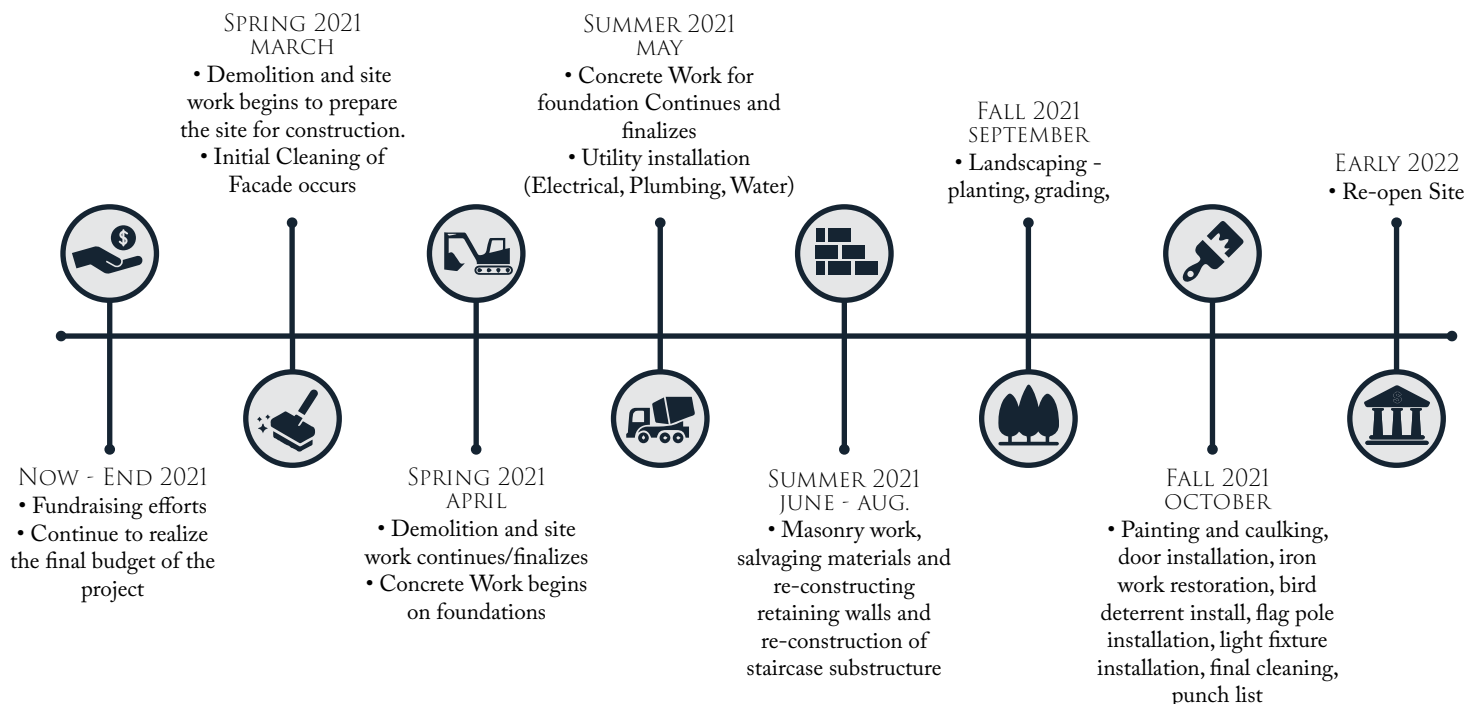 NOW - END 2021
• Fundraising efforts
• Continue to realize
the final budget of the
project
SPRING 2021
MARCH
• Demolition and site
work begins to prepare
the site for construction.
• Initial Cleaning of
Facade occurs
SPRING 2021
APRIL
• Demolition and site
work continues/finalizes
• Concrete Work begins
on foundations
SUMMER 2021
MAY
• Concrete Work for
foundation Continues and
finalizes
• Utility installation
(Electrical, Plumbing, Water)
SUMMER 2021
JUNE - AUG.
• Masonry work,
salvaging materials and
re-constructing
retaining walls and
re-construction of
staircase substructure
FALL 2021
SEPTEMBER
• Landscaping -
planting, grading,
FALL 2021
OCTOBER
• Painting and caulking,
door installation, iron
work restoration, bird
deterrent install, flag pole
installation, light fixture
installation, final cleaning,
punch list
EARLY 2022
• Re-open Site
$